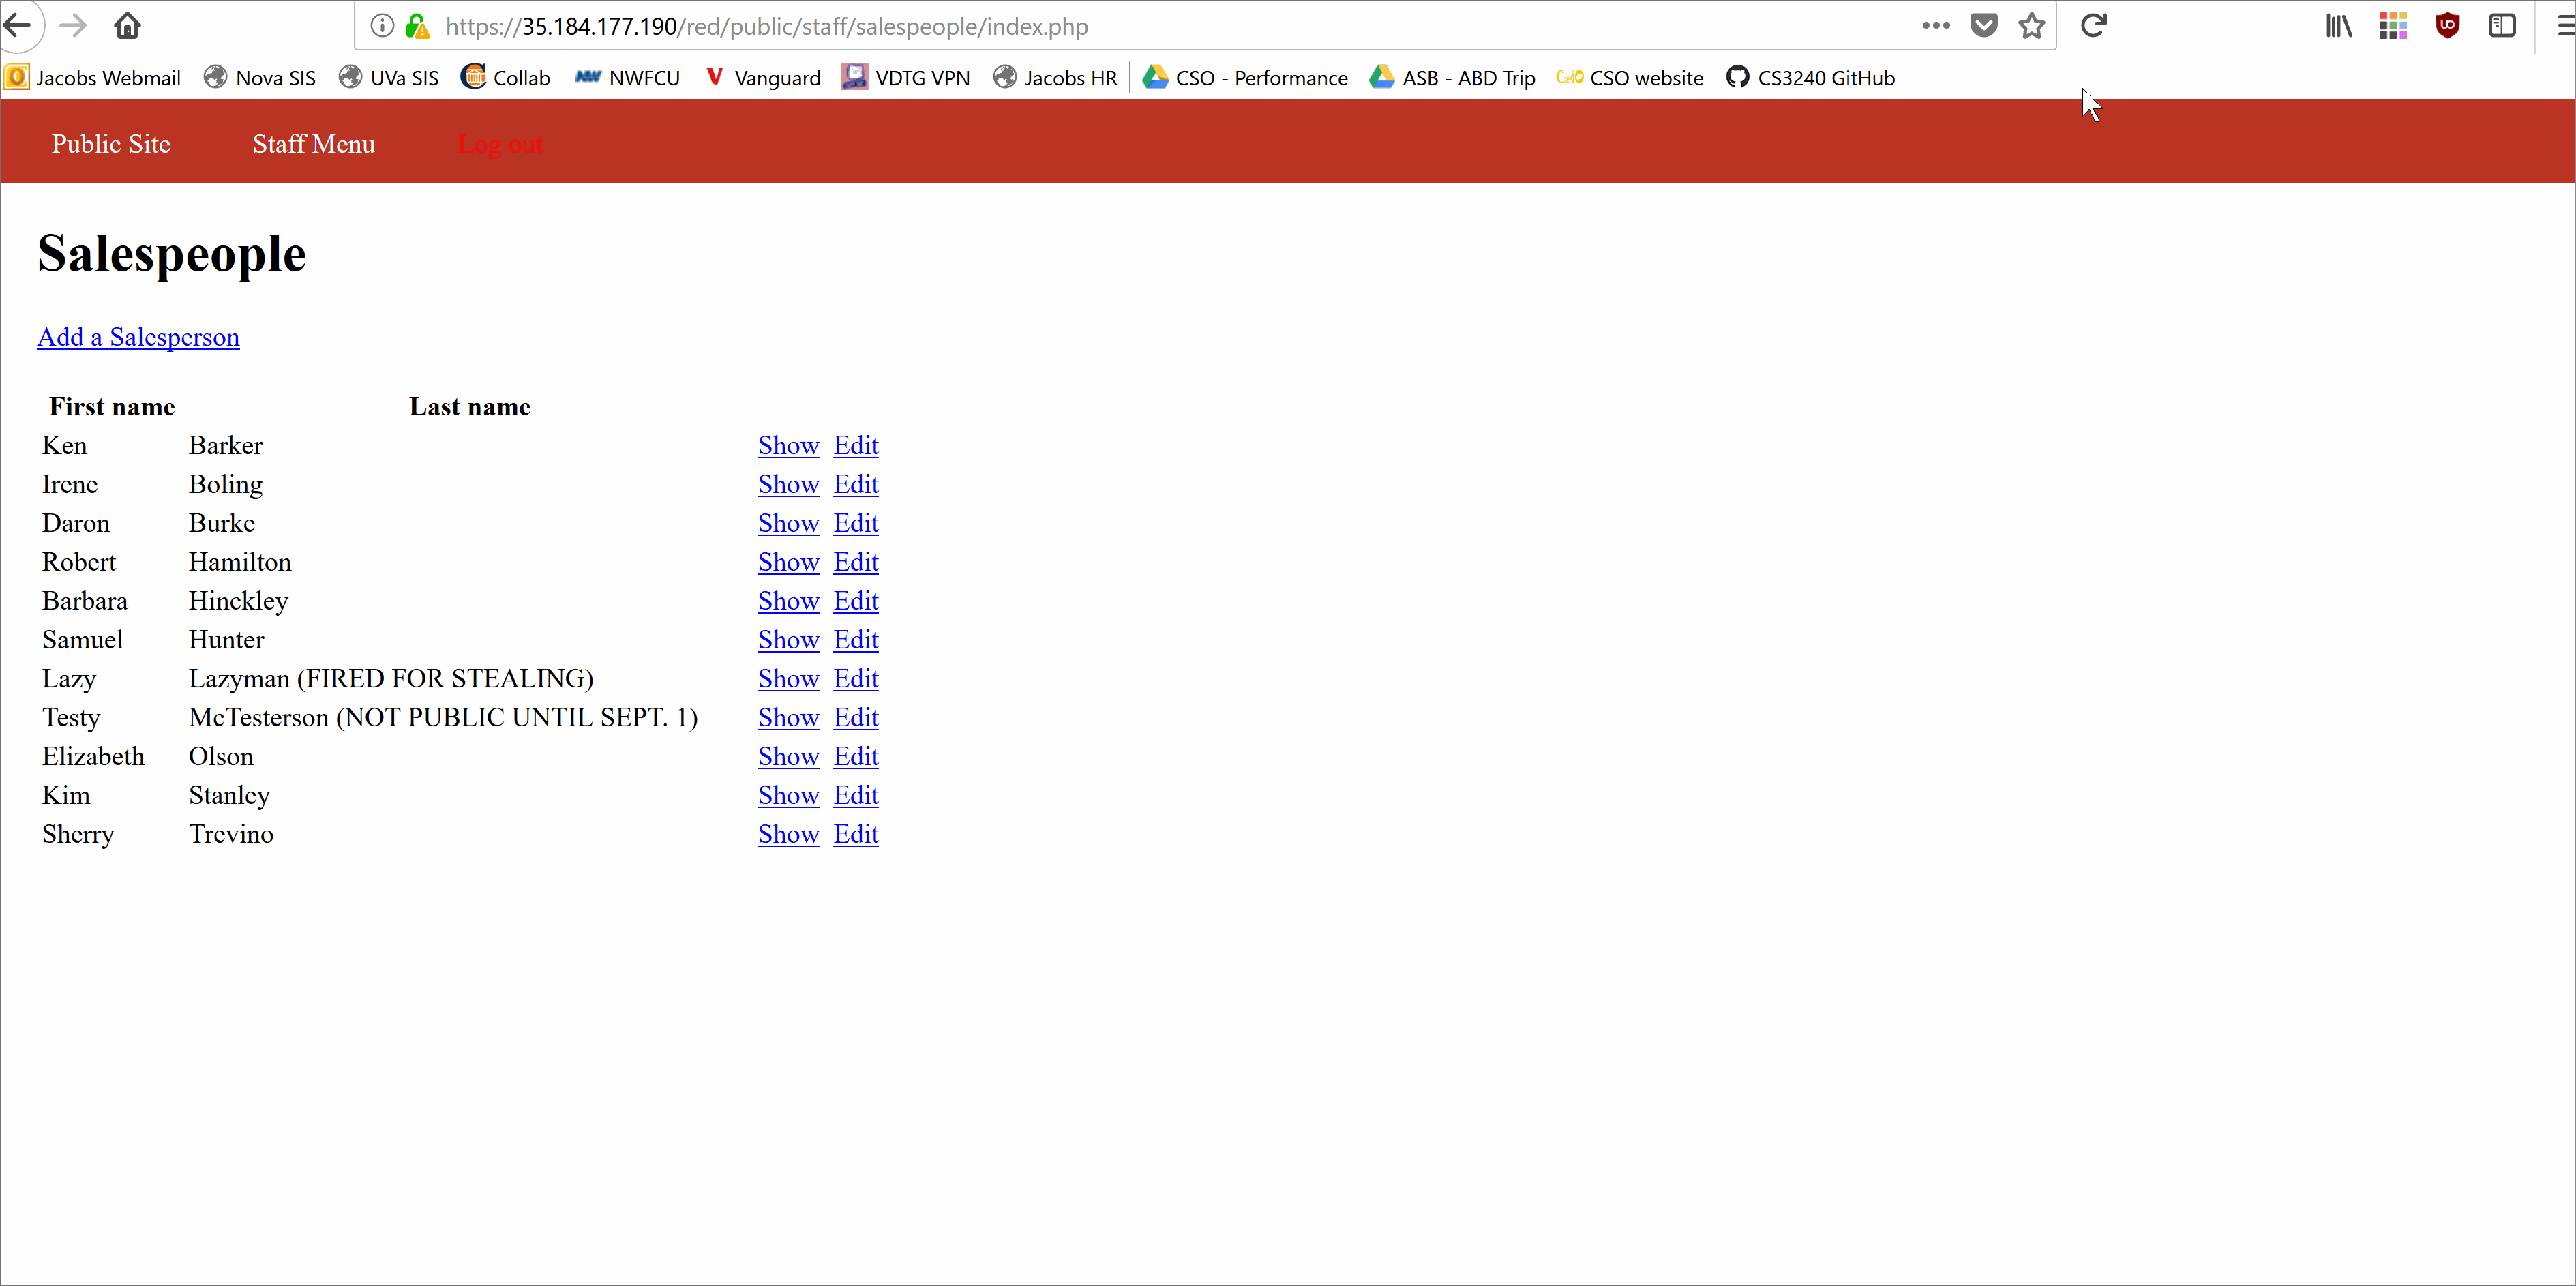 https://35.184.177.190/red/public/staff/salespeople/index.php
Jacobs Webmail Nova SIS UVa SIS Collab NWFCU Vanguard VDTG VPN Jacobs HR CSO - Performance ASB - ABD Trip CSO website CS3240 GitHub
Public Site Staff Menu Log out
Salespeople
Add a Salesperson
First name Last name
Ken Barker Show Edit
Irene Boling Show Edit
Daron Burke Show Edit
Robert Hamilton Show Edit
Barbara Hinckley Show Edit
Samuel Hunter Show Edit
Lazy Lazyman (FIRED FOR STEALING) Show Edit
Testy McTesterson (NOT PUBLIC UNTIL SEPT. 1) Show Edit
Elizabeth Olson Show Edit
Kim Stanley Show Edit
Sherry Trevino Show Edit